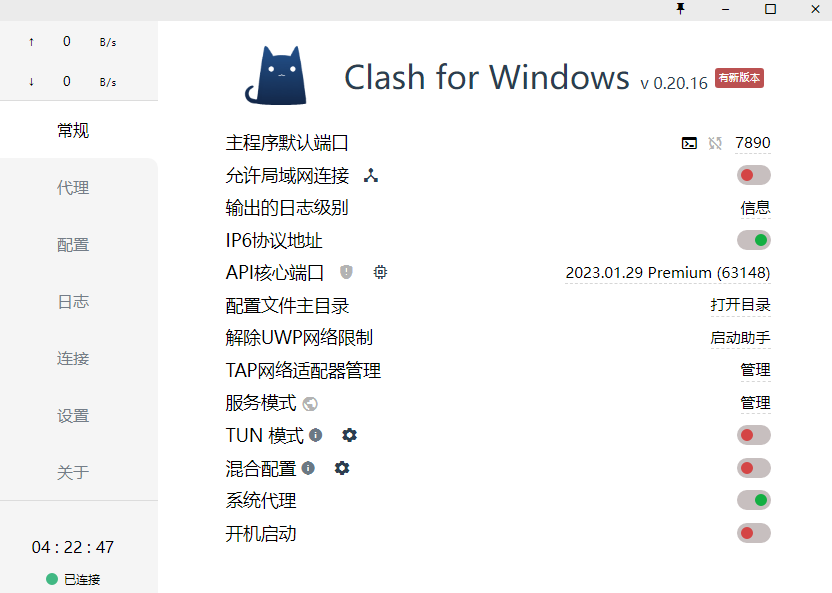 ↑ 0 B/s
↓ 0 B/s
常规
代理
配置
日志
连接
设置
关于
04 : 22 : 47
已连接
Clash for Windows v 0.20.16 有新版本
主程序默认端口 7890
允许局域网连接
输出的日志级别 信息
IP6协议地址
API核心端口 2023.01.29 Premium (63148)
配置文件主目录 打开目录
解除UWP网络限制 启动助手
TAP网络适配器管理 管理
服务模式 管理
TUN 模式
混合配置
系统代理
开机启动